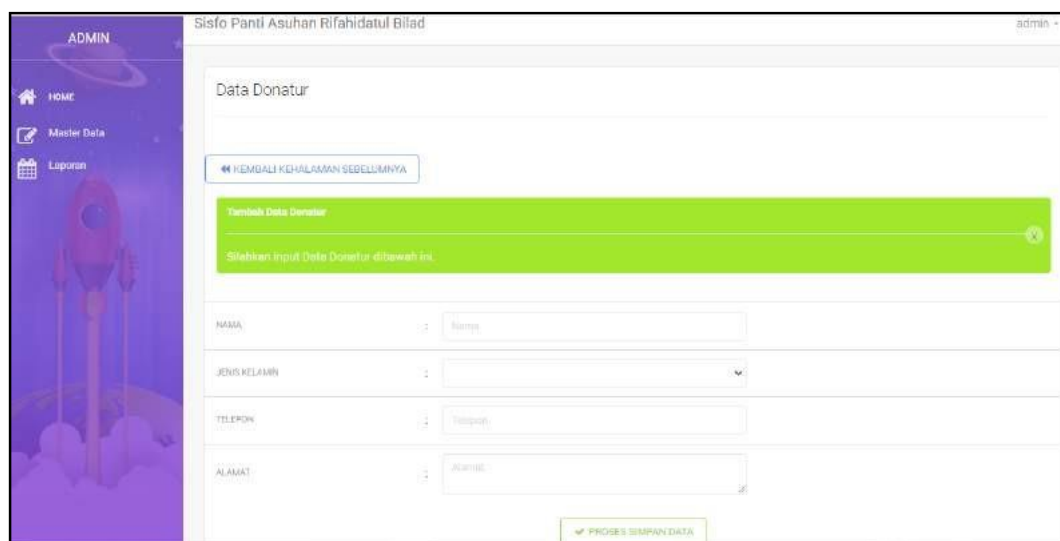 Sisfo Panti Asuhan Rifahidatul Bilad
admin
ADMIN
HOME
Master Data
Laporan
Data Donatur
KEMBALI KEHALAMAN SEBELUMNYA
Tambah Data Donatur
X
Silahkan input Data Donatur dibawah ini.
NAMA : Nama
JENIS KELAMIN :
TELEPON : Telepon
ALAMAT : Alamat
PROSES SIMPAN DATA